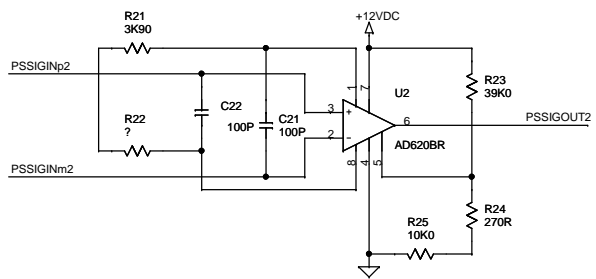 R21
3K90
+12VDC
PSSIGINp2
U2
R23
39K0
C22
100P
C21
100P
R22
?
1
7
3
+
2
-
6
PSSIGOUT2
AD620BR
8
4
5
PSSIGINm2
R24
270R
R25
10K0